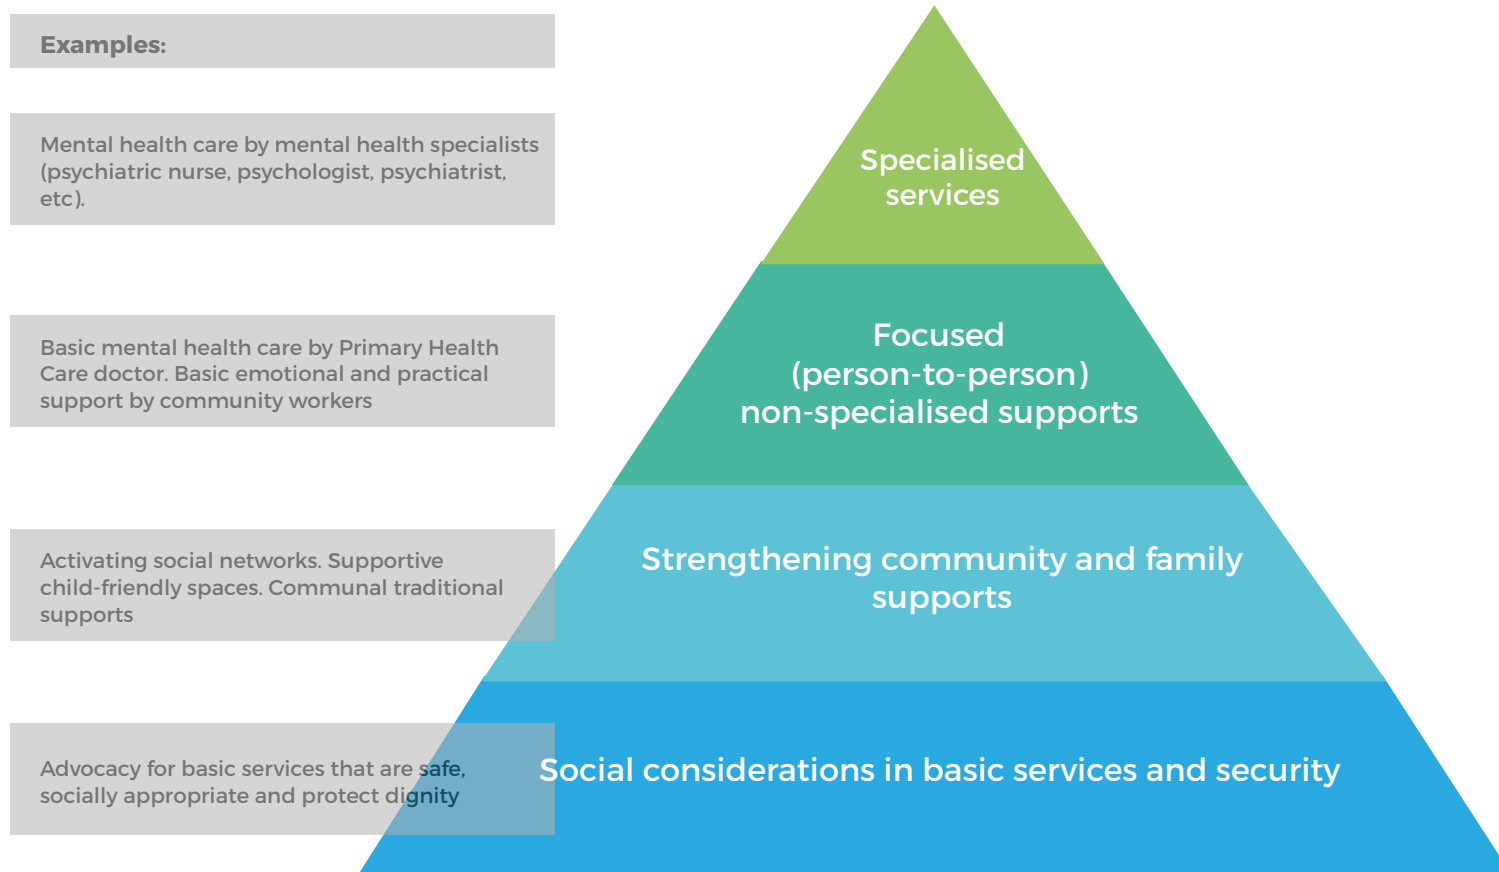 Examples:
Mental health care by mental health specialists
(psychiatric nurse, psychologist, psychiatrist,
etc).
Specialised
services
Basic mental health care by Primary Health
Care doctor. Basic emotional and practical
support by community workers
Focused
(person-to-person)
non-specialised supports
Activating social networks. Supportive
child-friendly spaces. Communal traditional
supports
Strengthening community and family
supports
Advocacy for basic services that are safe,
socially appropriate and protect dignity
Social considerations in basic services and security